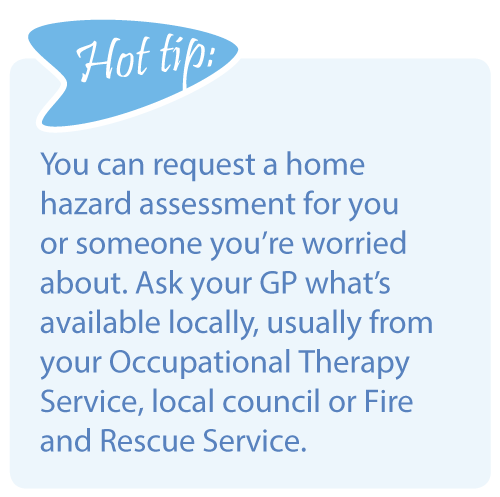 Hot tip:
You can request a home
hazard assessment for you
or someone you’re worried
about. Ask your GP what’s
available locally, usually from
your Occupational Therapy
Service, local council or Fire
and Rescue Service.